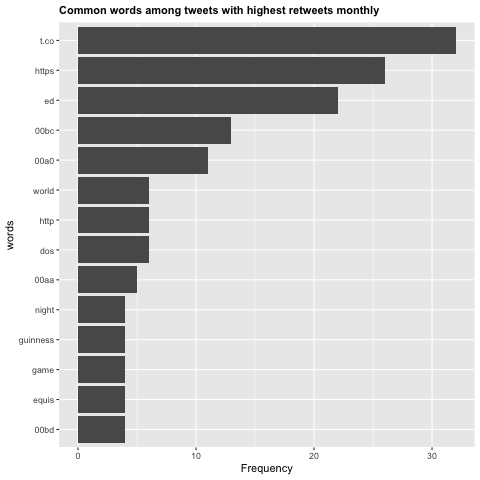 Common words among tweets with highest retweets monthly
words
t.co
https
ed
00bc
00a0
world
http
dos
00aa
night
guinness
game
equis
00bd
0 10 20 30
Frequency